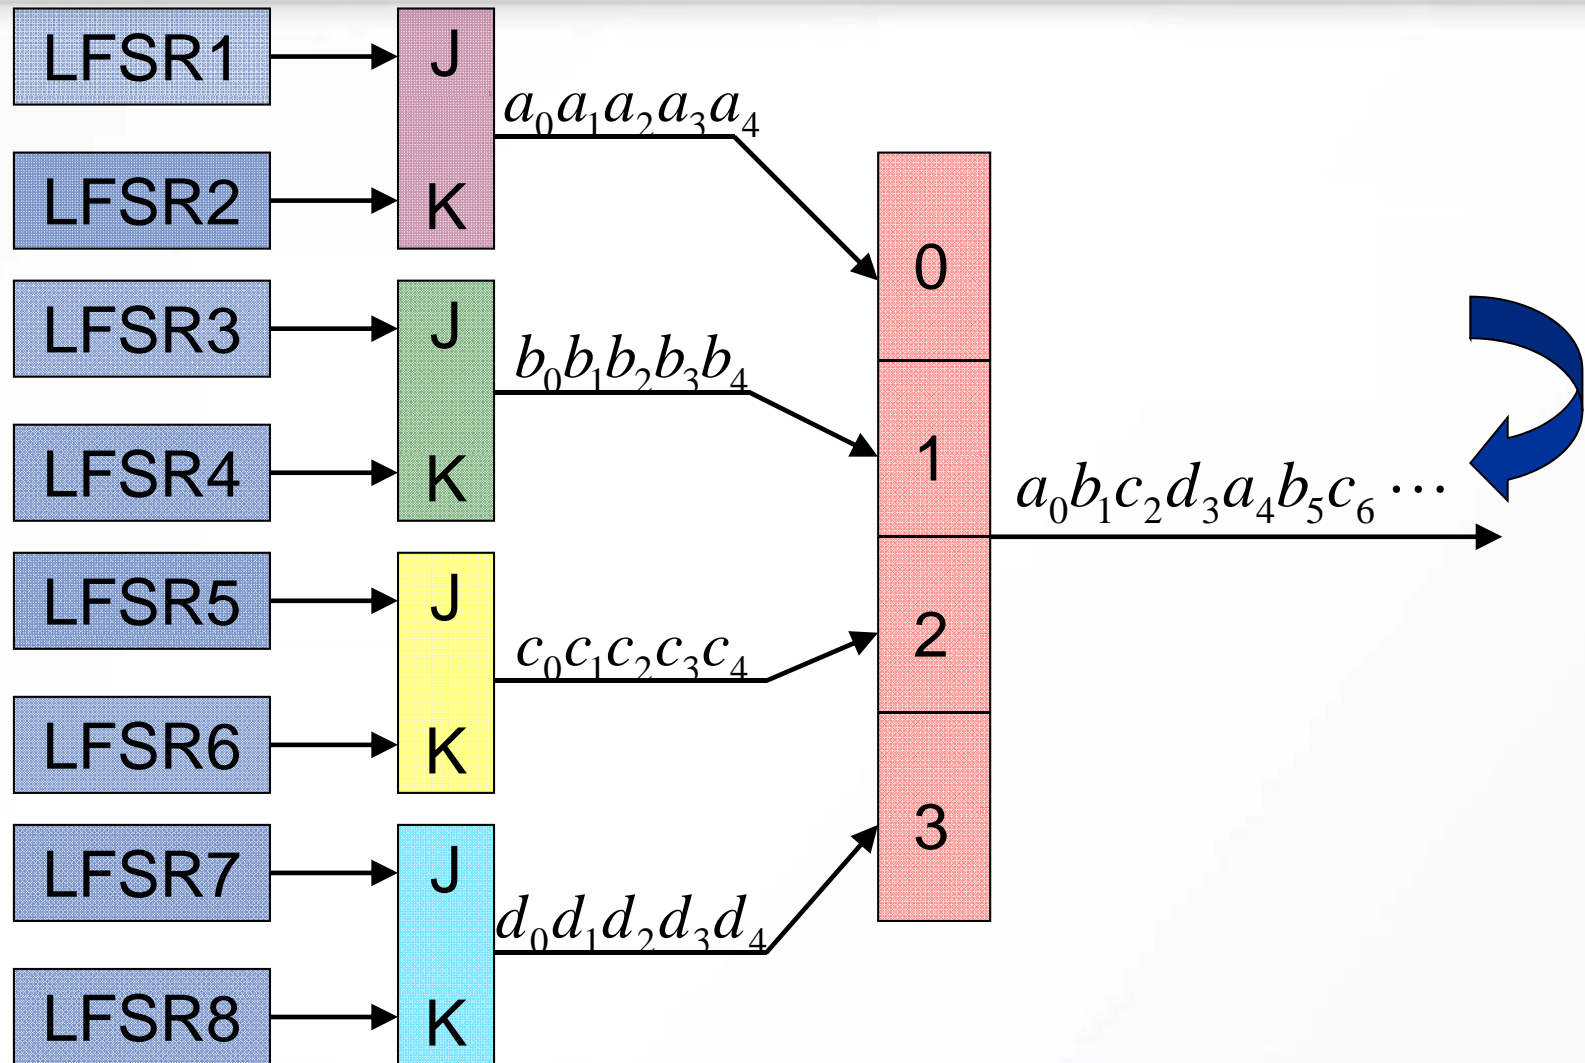 LFSR1
J
a₀a₁a₂a₃a₄
LFSR2
K
0
LFSR3
J
b₀b₁b₂b₃b₄
LFSR4
K
1
a₀b₁c₂d₃a₄b₅c₆ ⋯
LFSR5
J
c₀c₁c₂c₃c₄
2
LFSR6
K
LFSR7
J
3
d₀d₁d₂d₃d₄
LFSR8
K